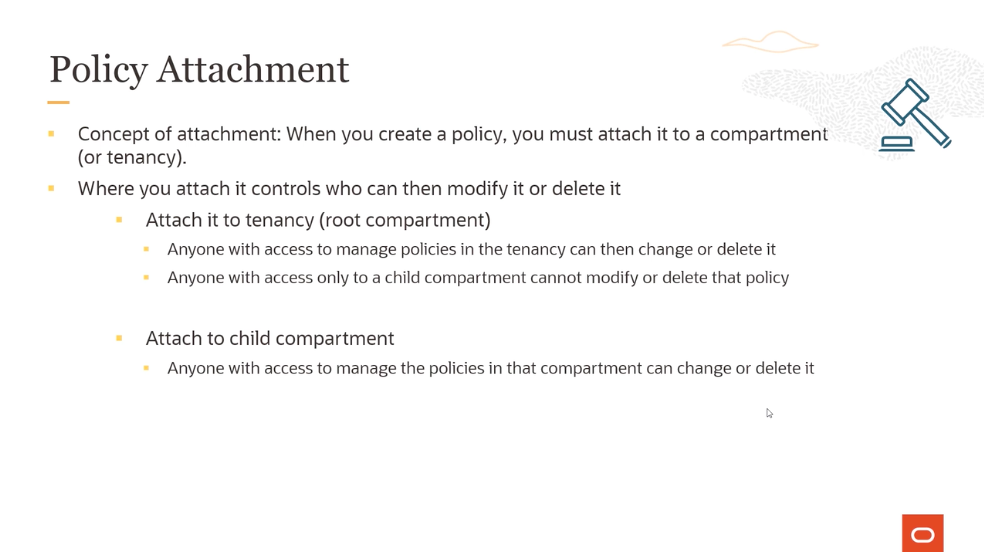 Policy Attachment
Concept of attachment: When you create a policy, you must attach it to a compartment
(or tenancy).
Where you attach it controls who can then modify it or delete it
Attach it to tenancy (root compartment)
Anyone with access to manage policies in the tenancy can then change or delete it
Anyone with access only to a child compartment cannot modify or delete that policy
Attach to child compartment
Anyone with access to manage the policies in that compartment can change or delete it